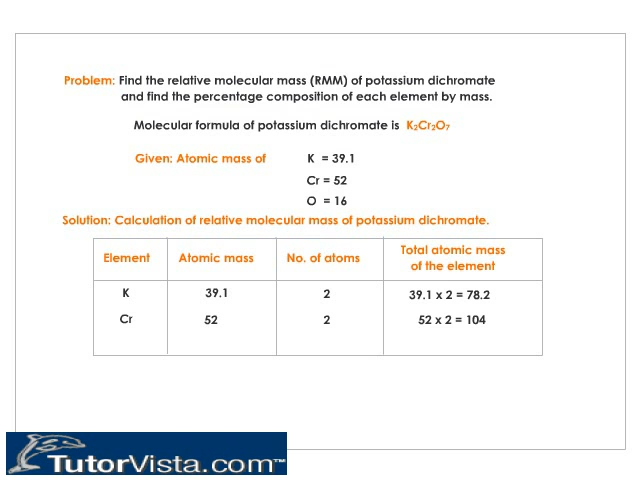 Problem: Find the relative molecular mass (RMM) of potassium dichromate
and find the percentage composition of each element by mass.
Molecular formula of potassium dichromate is K₂Cr₂O₇
Given: Atomic mass of K = 39.1
Cr = 52
O = 16
Solution: Calculation of relative molecular mass of potassium dichromate.
Element Atomic mass No. of atoms Total atomic mass of the element
K 39.1 2 39.1 x 2 = 78.2
Cr 52 2 52 x 2 = 104
TutorVista.com™